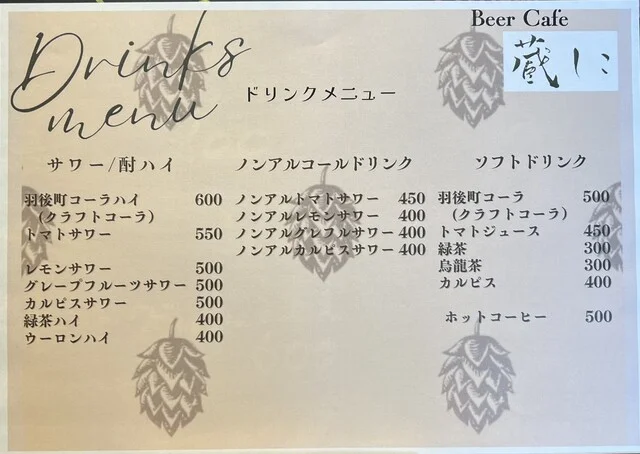 Beer Cafe
蔵しに
Drinks
menu
ドリンクメニュー
サワー/酎ハイ
羽後町コーラハイ 600
(クラフトコーラ)
トマトサワー 550
レモンサワー 500
グレープフルーツサワー 500
カルピスサワー 500
緑茶ハイ 400
ウーロンハイ 400
ノンアルコールドリンク
ノンアルトマトサワー 450
ノンアルレモンサワー 400
ノンアルグレフルサワー 400
ノンアルカルピスサワー 400
ソフトドリンク
羽後町コーラ 500
(クラフトコーラ)
トマトジュース 450
緑茶 300
烏龍茶 300
カルピス 400
ホットコーヒー 500